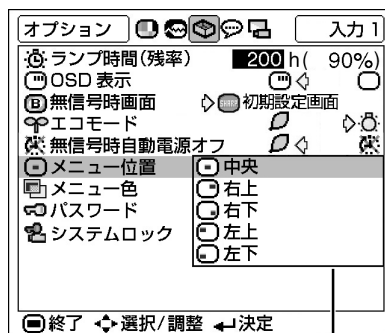 オプション 入力 1
ランプ時間(残率) 200 h( 90%)
OSD 表示
B 無信号時画面 初期設定画面
エコモード
無信号時自動電源オフ
メニュー位置 中央
メニュー色 右上
パスワード 右下
システムロック 左上
左下
終了 選択/調整 決定